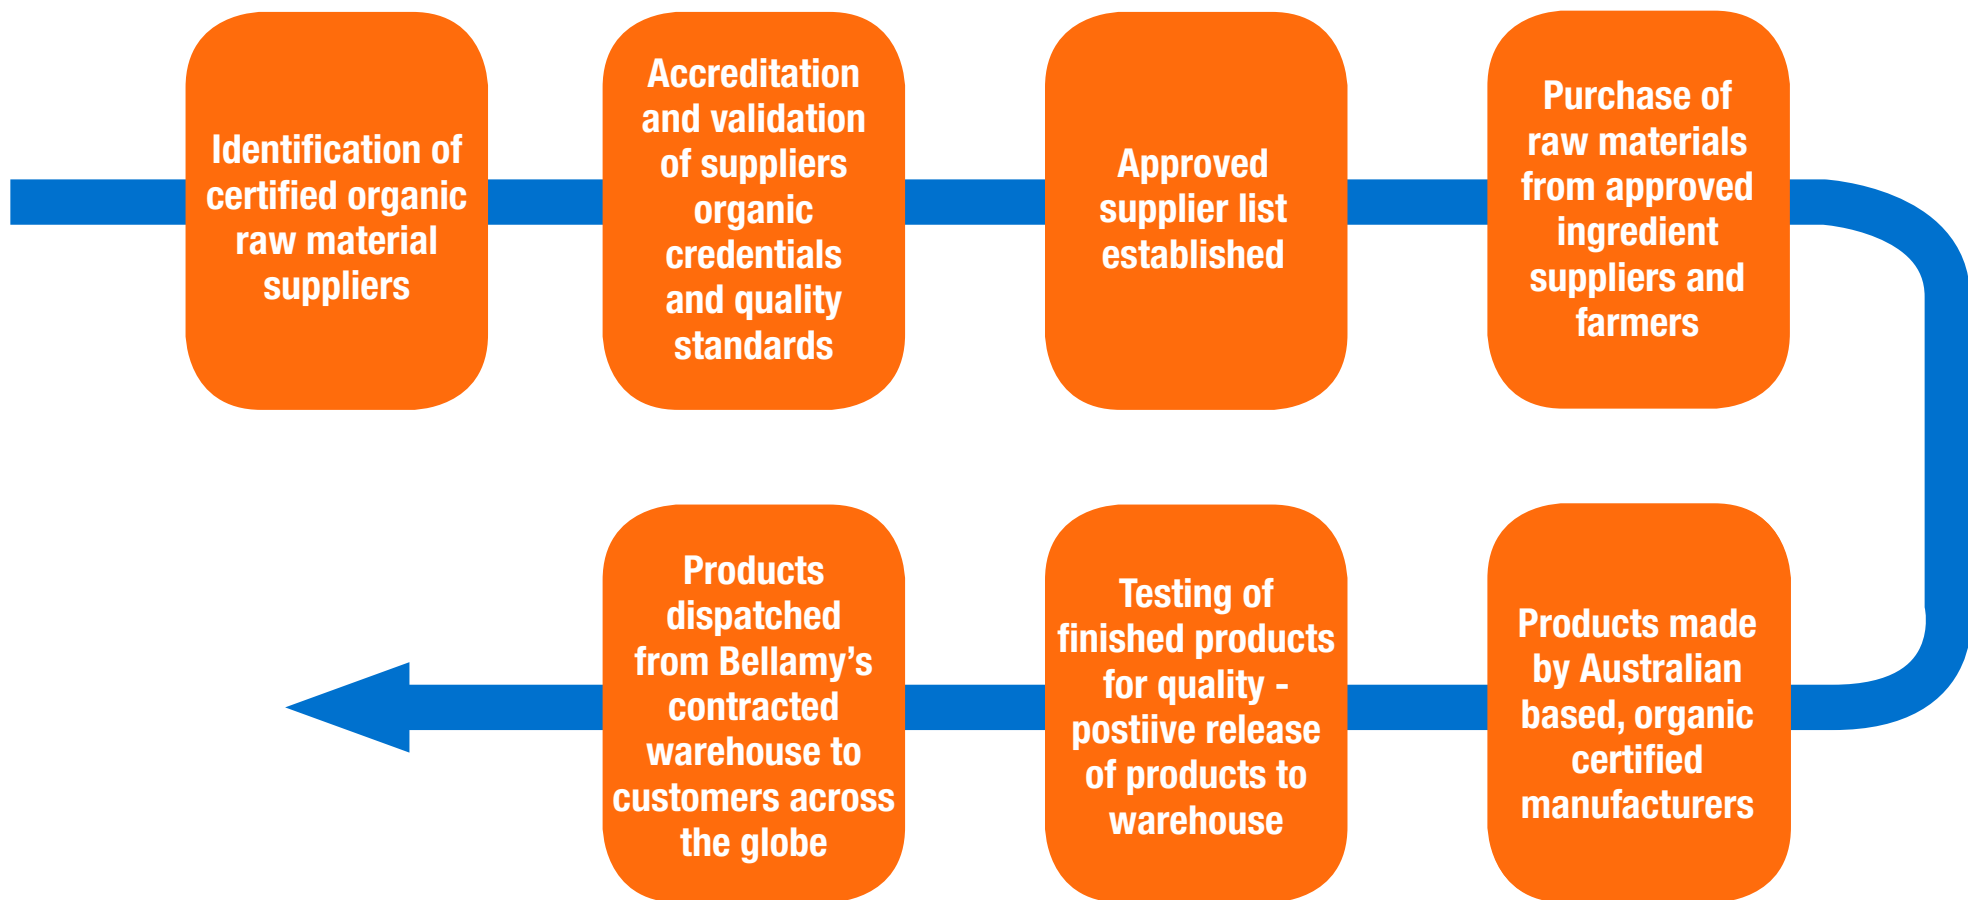 Identification of
certified organic
raw material
suppliers
Accreditation
and validation
of suppliers
organic
credentials
and quality
standards
Approved
supplier list
established
Purchase of
raw materials
from approved
ingredient
suppliers and
farmers
Products made
by Australian
based, organic
certified
manufacturers
Testing of
finished products
for quality -
postiive release
of products to
warehouse
Products
dispatched
from Bellamy’s
contracted
warehouse to
customers across
the globe